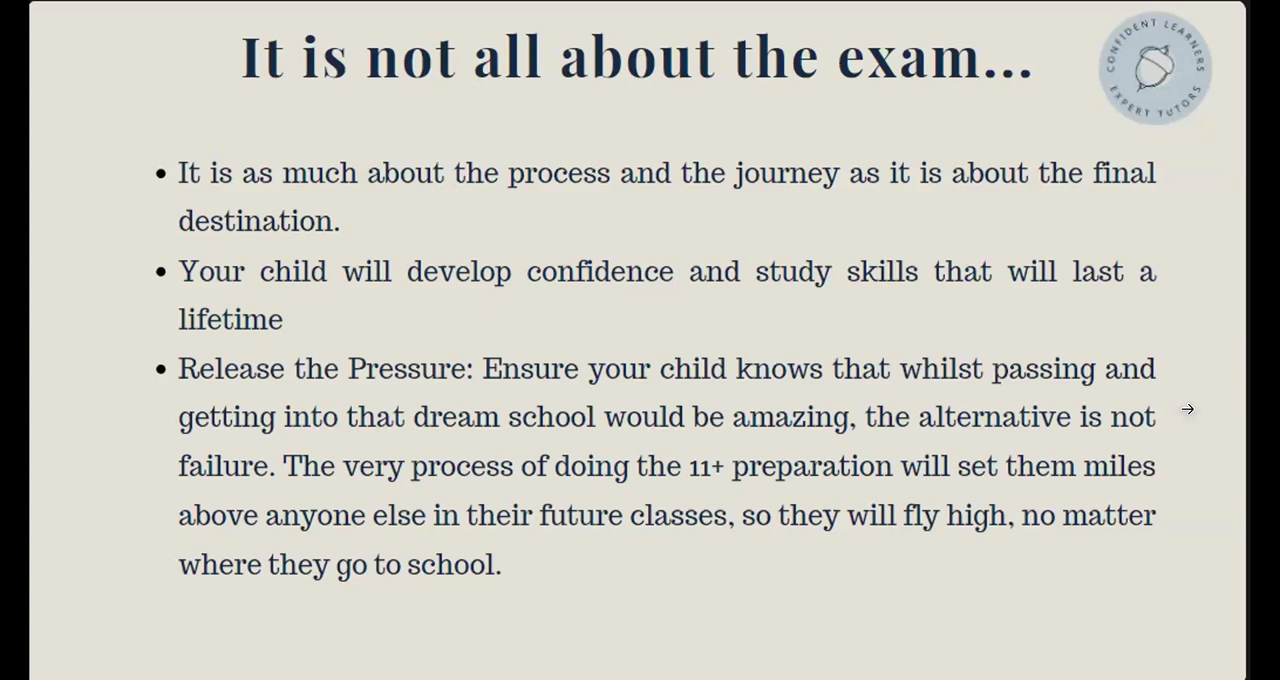 It is not all about the exam...
CONFIDENT LEARNERS
EXPERT TUTORS
• It is as much about the process and the journey as it is about the final
destination.
• Your child will develop confidence and study skills that will last a
lifetime
• Release the Pressure: Ensure your child knows that whilst passing and
getting into that dream school would be amazing, the alternative is not
failure. The very process of doing the 11+ preparation will set them miles
above anyone else in their future classes, so they will fly high, no matter
where they go to school.